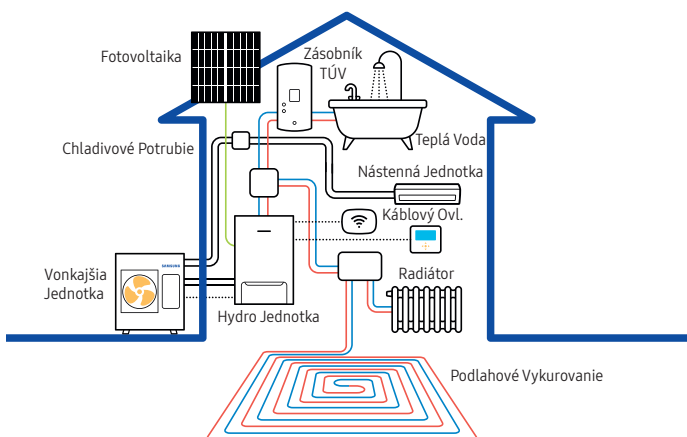 Fotovoltaika
Zásobník
TÚV
Teplá Voda
Chladivové Potrubie
Nástenná Jednotka
Káblový Ovl.
SAMSUNG
Vonkajšia
Jednotka
Radiátor
Hydro Jednotka
Podlahové Vykurovanie